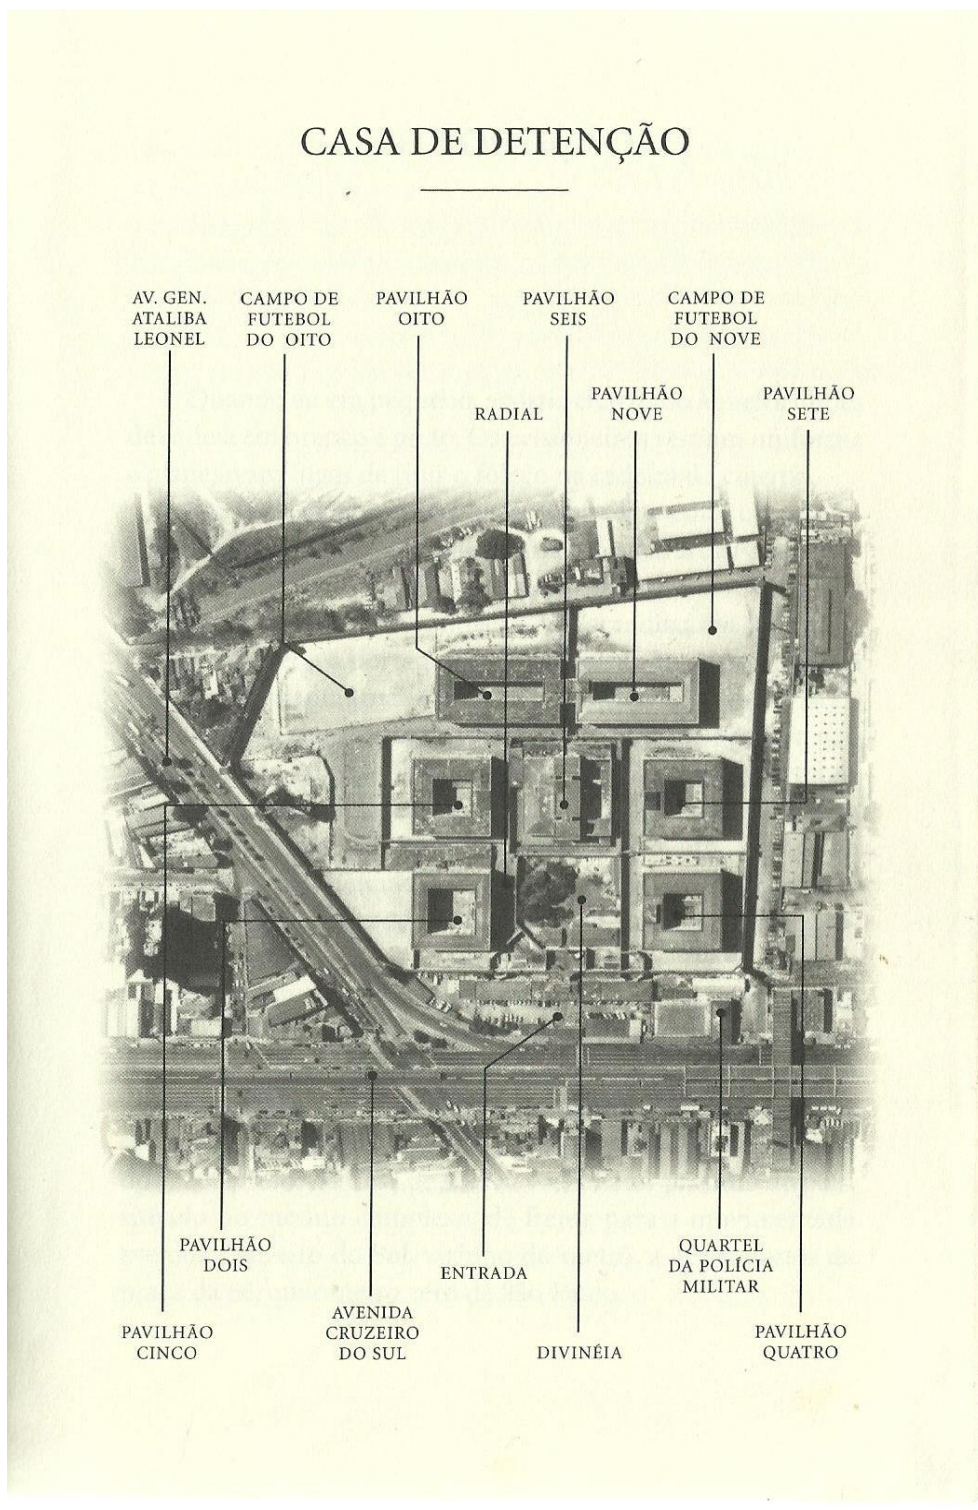 CASA DE DETENÇÃO
AV. GEN.
ATALIBA
LEONEL
CAMPO DE
FUTEBOL
DO OITO
PAVILHÃO
OITO
PAVILHÃO
SEIS
CAMPO DE
FUTEBOL
DO NOVE
RADIAL
PAVILHÃO
NOVE
PAVILHÃO
SETE
PAVILHÃO
CINCO
PAVILHÃO
DOIS
AVENIDA
CRUZEIRO
DO SUL
ENTRADA
DIVINÉIA
QUARTEL
DA POLÍCIA
MILITAR
PAVILHÃO
QUATRO